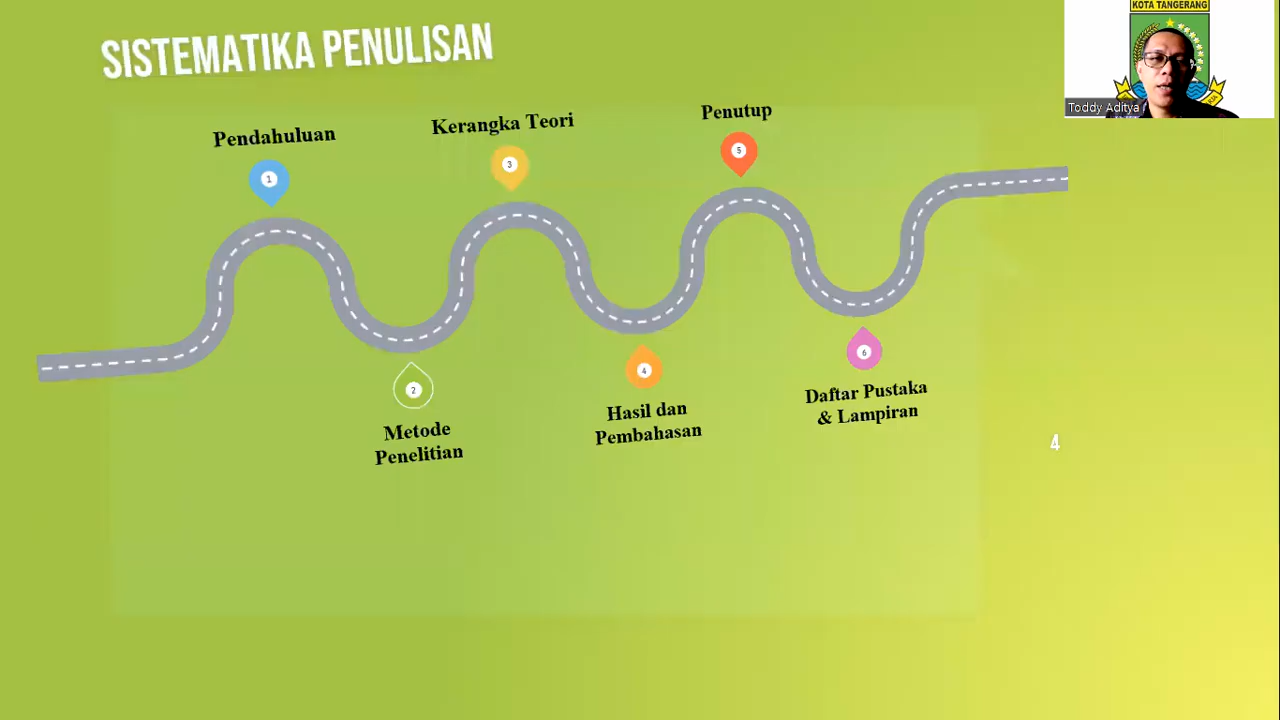 SISTEMATIKA PENULISAN
KOTA TANGERANG
Toddy Aditya
Pendahuluan
1
Kerangka Teori
3
Penutup
5
2
Metode
Penelitian
4
Hasil dan
Pembahasan
6
Daftar Pustaka
& Lampiran
4